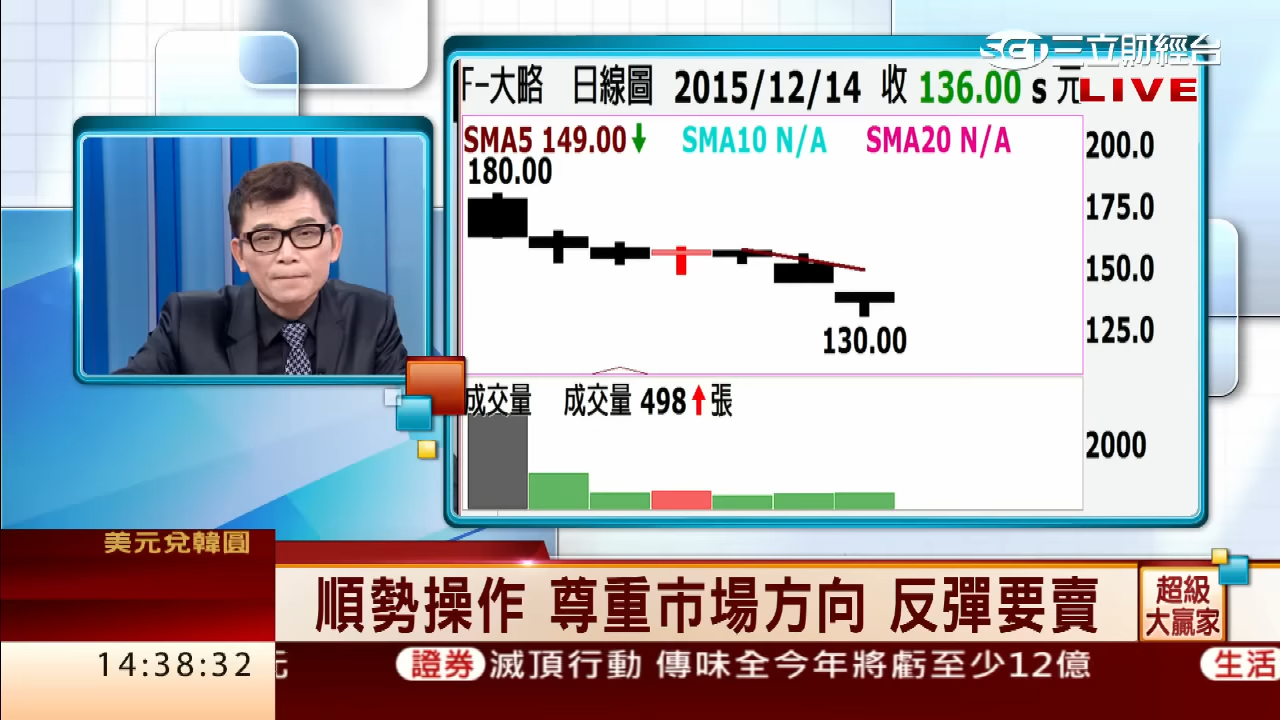 SET三立財經台
LIVE
F-大略 日線圖 2015/12/14 收 136.00 s 元
SMA5 149.00↓ SMA10 N/A SMA20 N/A
180.00
200.0
175.0
150.0
125.0
130.00
成交量 成交量 498↑張
2000
美元兌韓圓
順勢操作 尊重市場方向 反彈要賣
超級
大贏家
14:38:32
元 證券 滅頂行動 傳味全今年將虧至少12億 生活